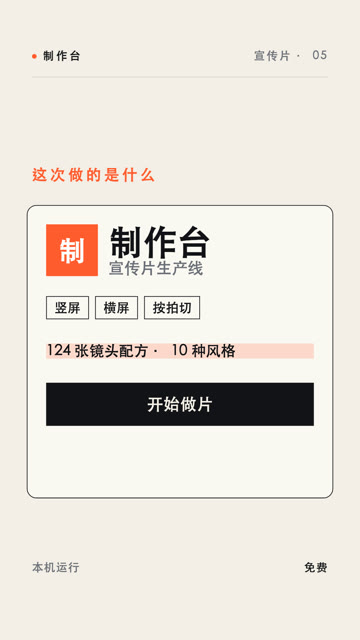 制作台
宣传片 · 05
这次做的是什么
制
制作台
宣传片生产线
竖屏 横屏 按拍切
124 张镜头配方 · 10 种风格
开始做片
本机运行 免费